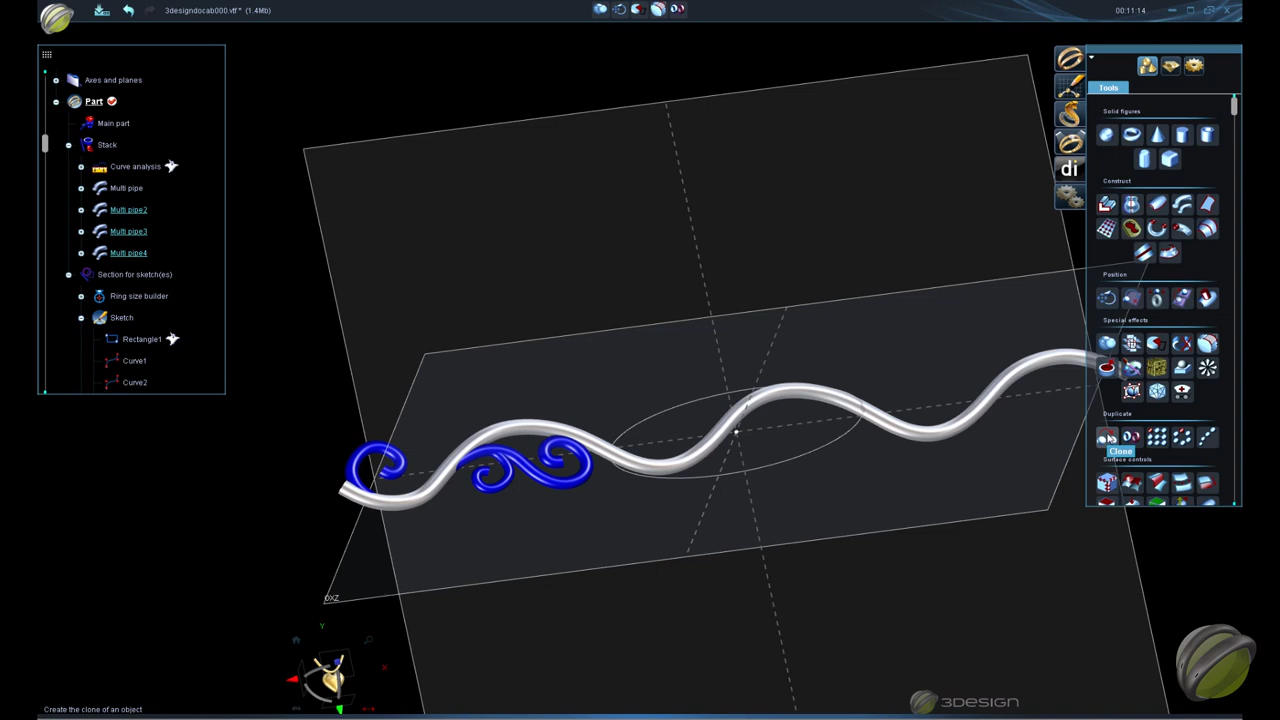 3designdocab000.vtf * (1.4Mb)
00:11:14
Axes and planes
Part
Main part
Stack
Curve analysis
Multi pipe
Multi pipe2
Multi pipe3
Multi pipe4
Section for sketch(es)
Ring size builder
Sketch
Rectangle1
Curve1
Curve2
di
Tools
Solid figures
Construct
Position
Special effects
Duplicate
Clone
Surface controls
OXZ
Y
X
Create the clone of an object
3DESIGN